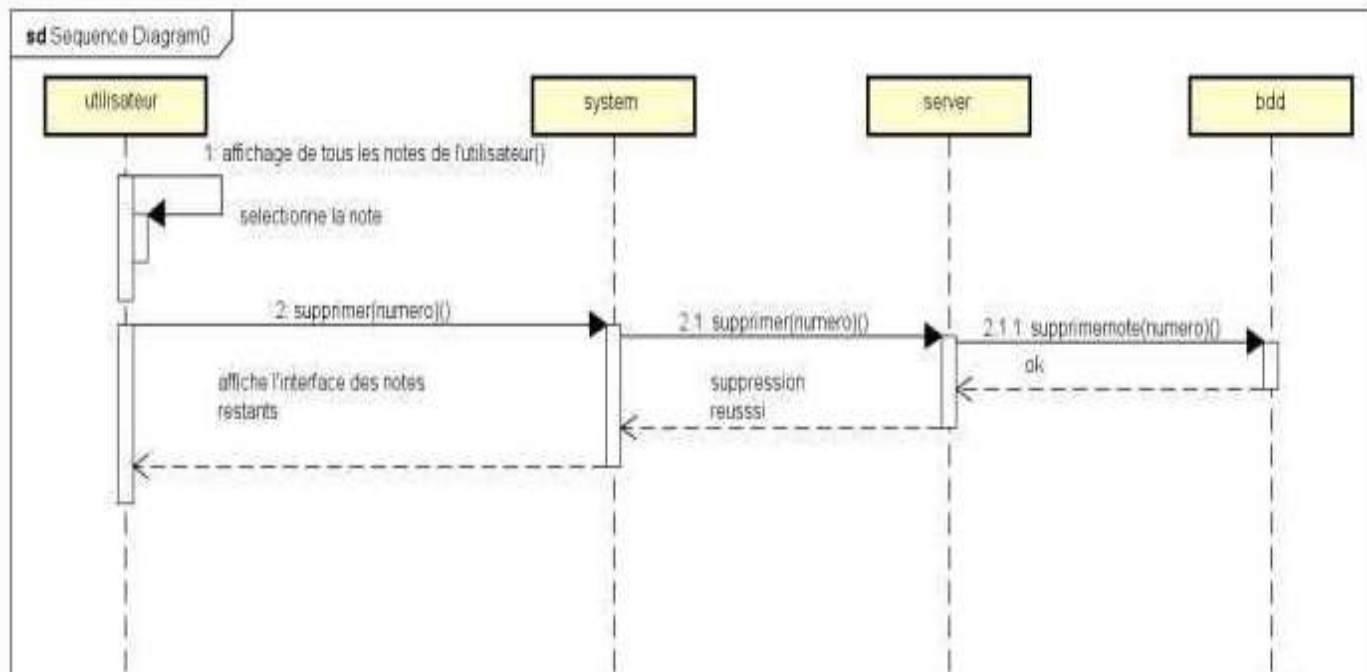 sd Sequence Diagram0
utilisateur
system
server
bdd
1: affichage de tous les notes de l'utilisateur()
selectionne la note
2: supprimer(numero)()
2.1: supprimer(numero)()
2.1.1: supprimernote(numero)()
ok
affiche l'interface des notes
restants
suppression
reusssi